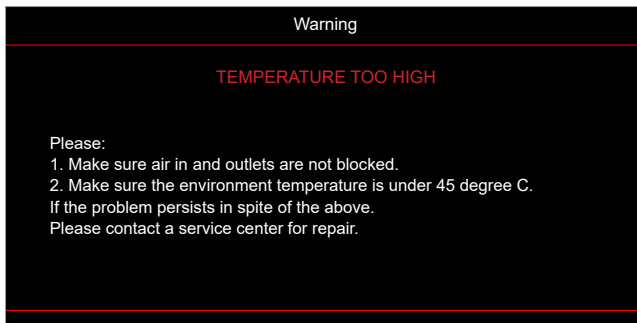 Warning
TEMPERATURE TOO HIGH
Please:
1. Make sure air in and outlets are not blocked.
2. Make sure the environment temperature is under 45 degree C.
If the problem persists in spite of the above.
Please contact a service center for repair.